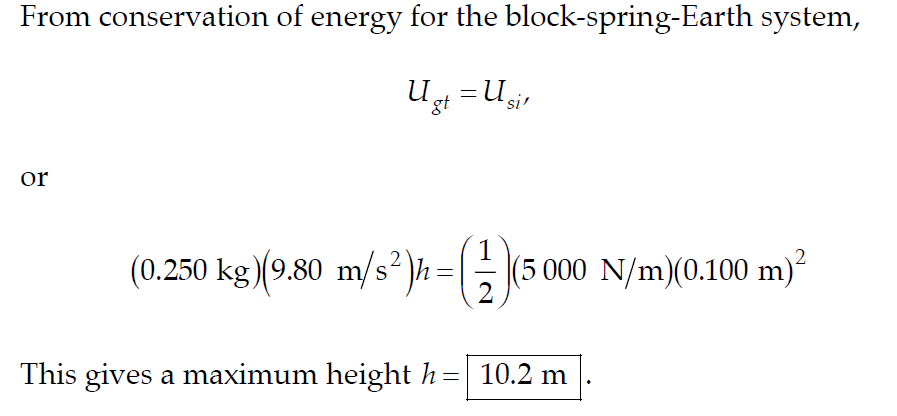 From conservation of energy for the block-spring-Earth system,
U_gt = U_si,
or
(0.250 kg)(9.80 m/s²)h = (1/2)(5 000 N/m)(0.100 m)²
This gives a maximum height h = 10.2 m .